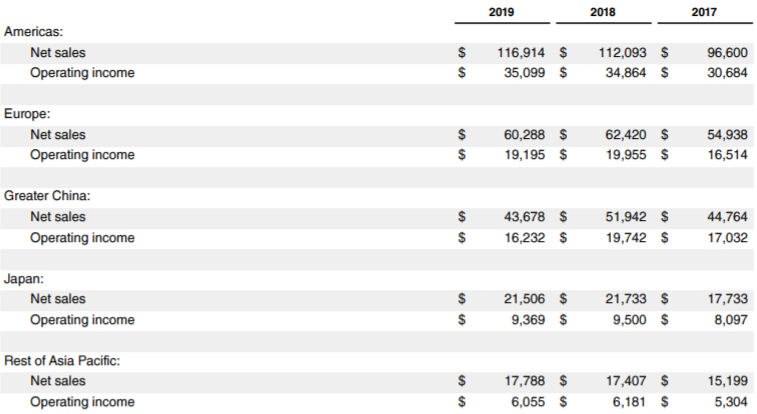 2019 2018 2017
Americas:
Net sales $ 116,914 $ 112,093 $ 96,600
Operating income $ 35,099 $ 34,864 $ 30,684
Europe:
Net sales $ 60,288 $ 62,420 $ 54,938
Operating income $ 19,195 $ 19,955 $ 16,514
Greater China:
Net sales $ 43,678 $ 51,942 $ 44,764
Operating income $ 16,232 $ 19,742 $ 17,032
Japan:
Net sales $ 21,506 $ 21,733 $ 17,733
Operating income $ 9,369 $ 9,500 $ 8,097
Rest of Asia Pacific:
Net sales $ 17,788 $ 17,407 $ 15,199
Operating income $ 6,055 $ 6,181 $ 5,304